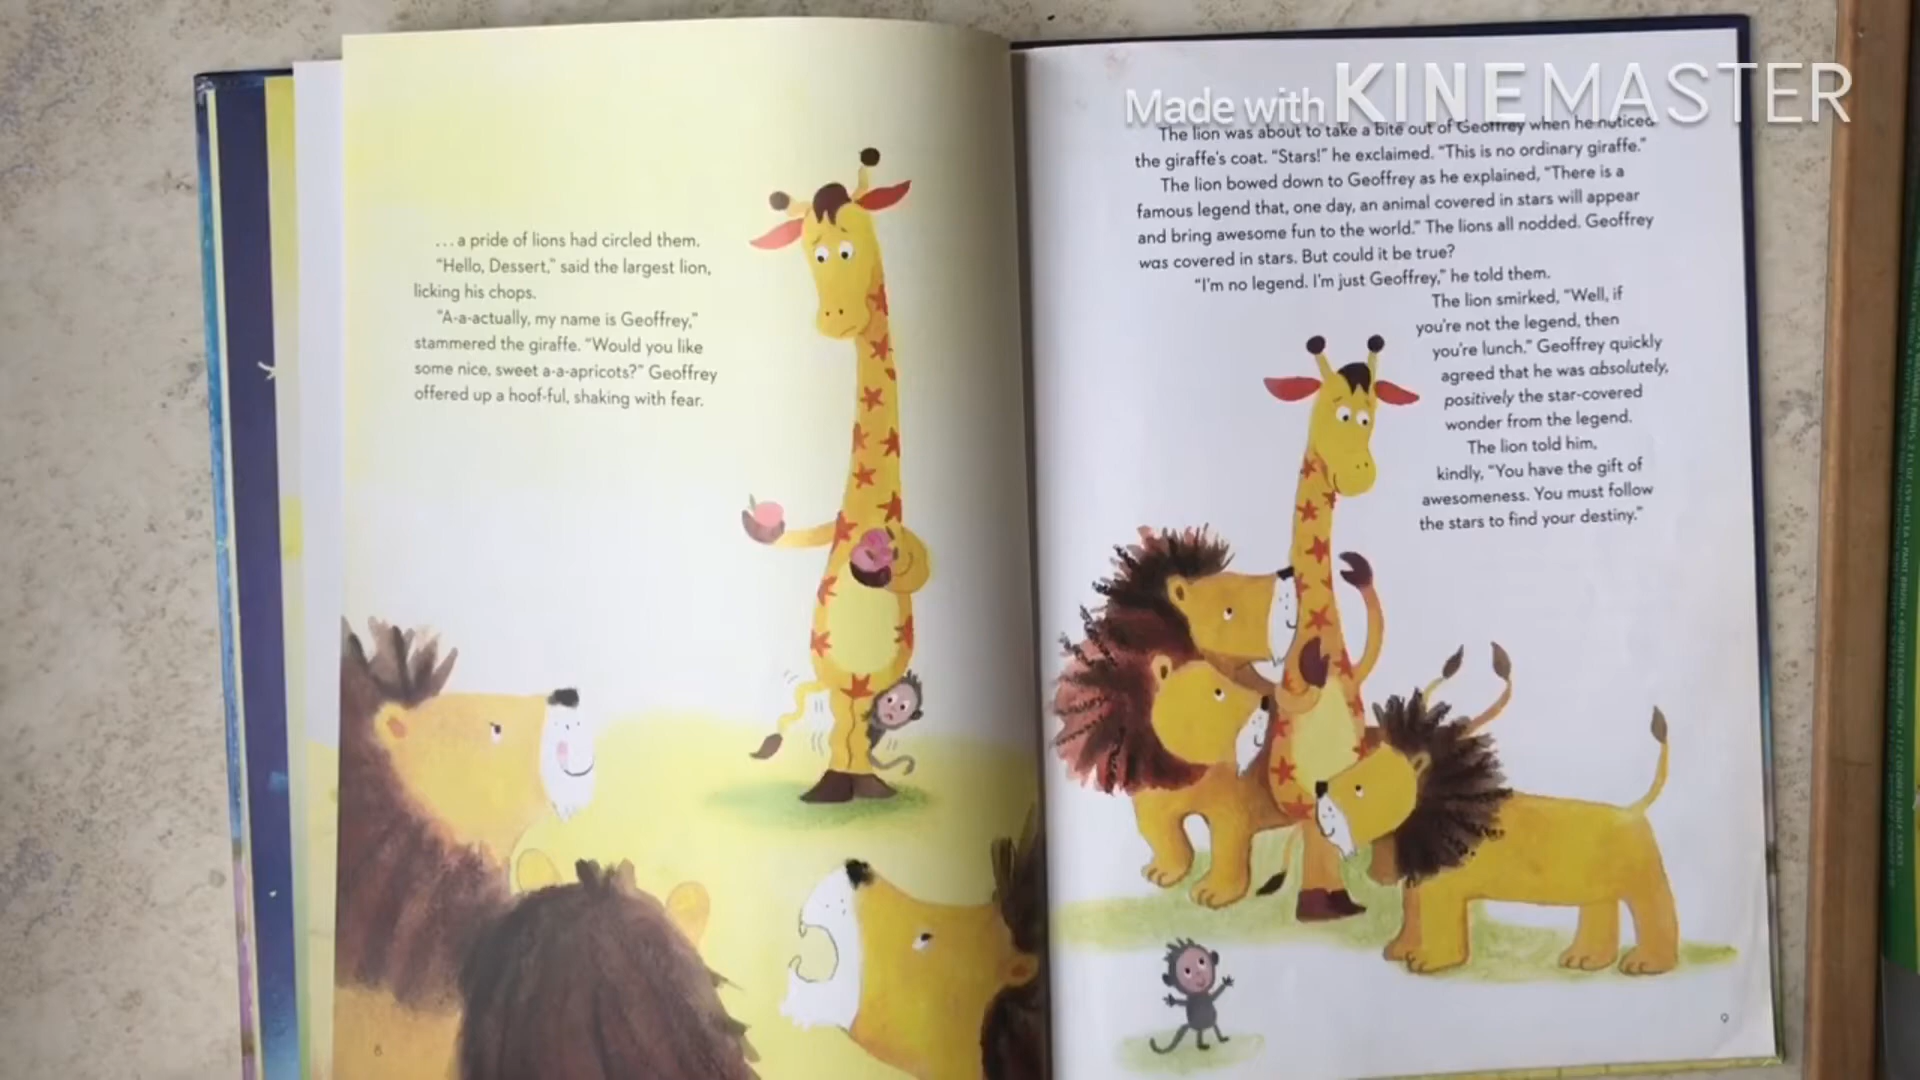 Made with KINEMASTER
...a pride of lions had circled them.
“Hello, Dessert,” said the largest lion,
licking his chops.
“A-a-actually, my name is Geoffrey,”
stammered the giraffe. “Would you like
some nice, sweet a-a-apricots?” Geoffrey
offered up a hoof-ful, shaking with fear.
8
The lion was about to take a bite out of Geoffrey when he noticed
the giraffe's coat. “Stars!” he exclaimed. “This is no ordinary giraffe.”
The lion bowed down to Geoffrey as he explained, “There is a
famous legend that, one day, an animal covered in stars will appear
and bring awesome fun to the world.” The lions all nodded. Geoffrey
was covered in stars. But could it be true?
“I'm no legend. I'm just Geoffrey,” he told them.
The lion smirked, “Well, if
you're not the legend, then
you're lunch.” Geoffrey quickly
agreed that he was absolutely,
positively the star-covered
wonder from the legend.
The lion told him,
kindly, “You have the gift of
awesomeness. You must follow
the stars to find your destiny.”
9